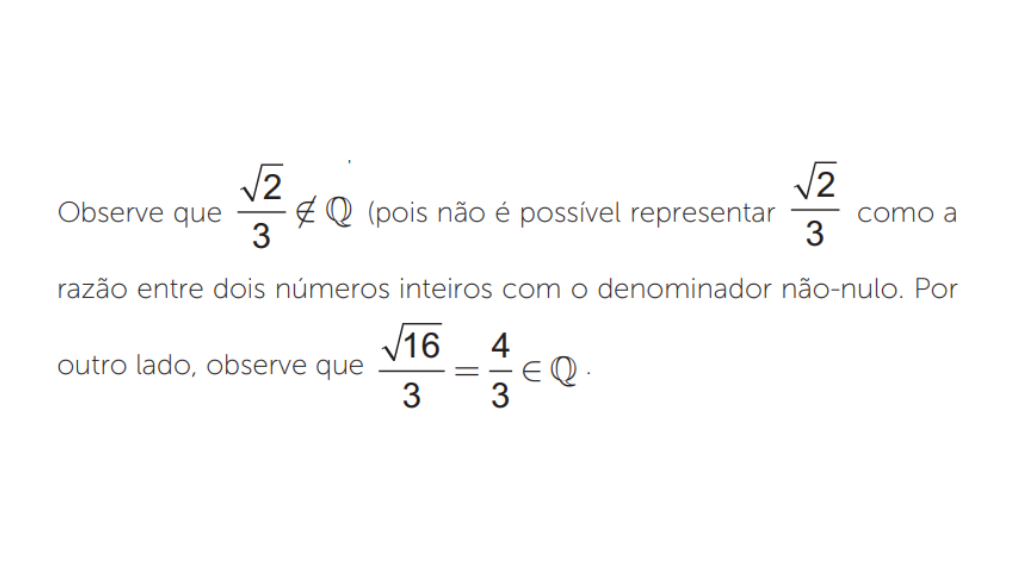 Observe que √2/3 ∉ ℚ (pois não é possível representar √2/3 como a
razão entre dois números inteiros com o denominador não-nulo. Por
outro lado, observe que √16/3 = 4/3 ∈ ℚ.